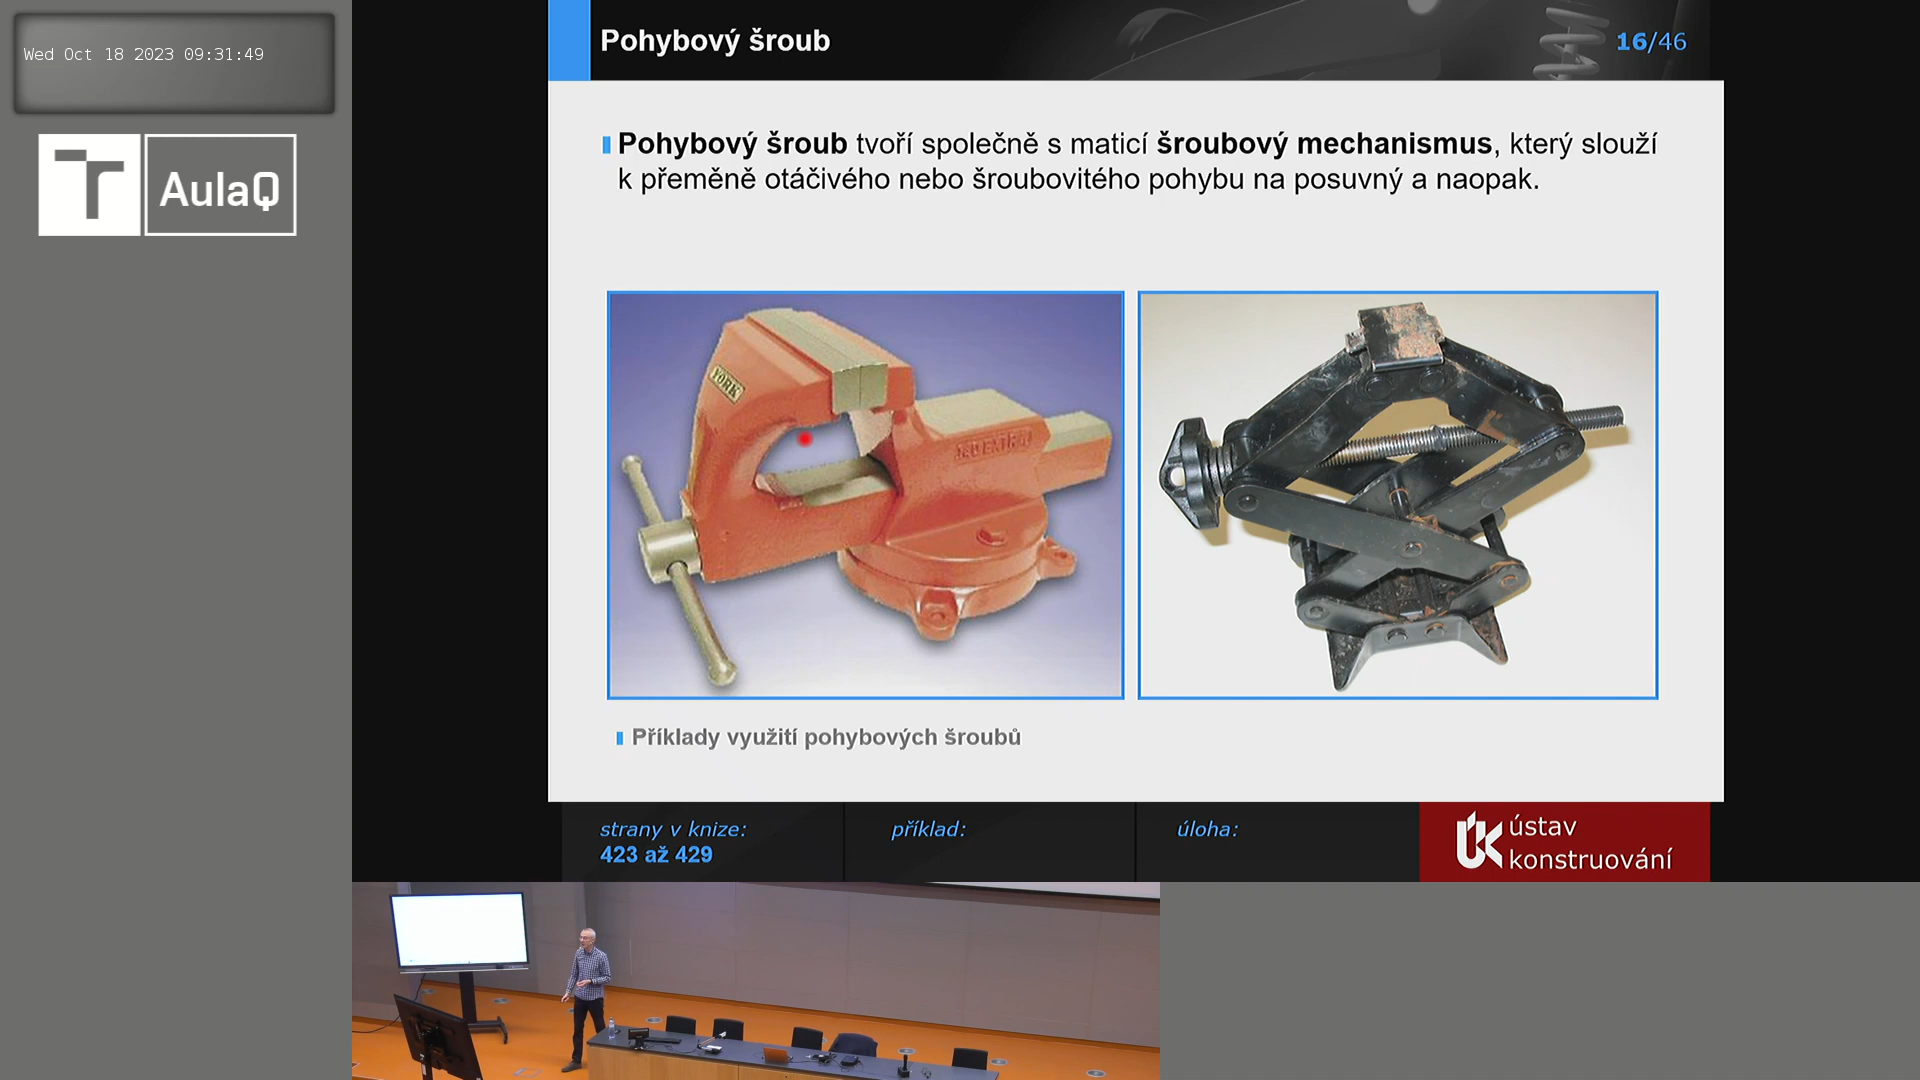 Wed Oct 18 2023 09:31:49
AulaQ
Pohybový šroub
16/46
Pohybový šroub tvoří společně s maticí šroubový mechanismus, který slouží
k přeměně otáčivého nebo šroubovitého pohybu na posuvný a naopak.
YORK
Příklady využití pohybových šroubů
strany v knize:
423 až 429
příklad:
úloha:
ústav
konstruování